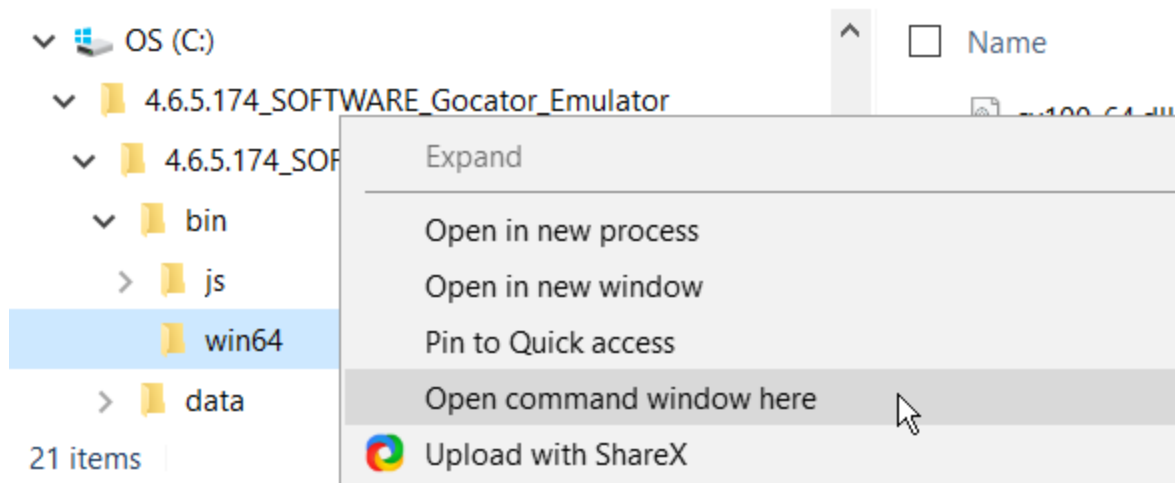 OS (C:)
Name
4.6.5.174_SOFTWARE_Gocator_Emulator
4.6.5.174_SOF
Expand
bin
Open in new process
js
Open in new window
win64
Pin to Quick access
data
Open command window here
21 items
Upload with ShareX